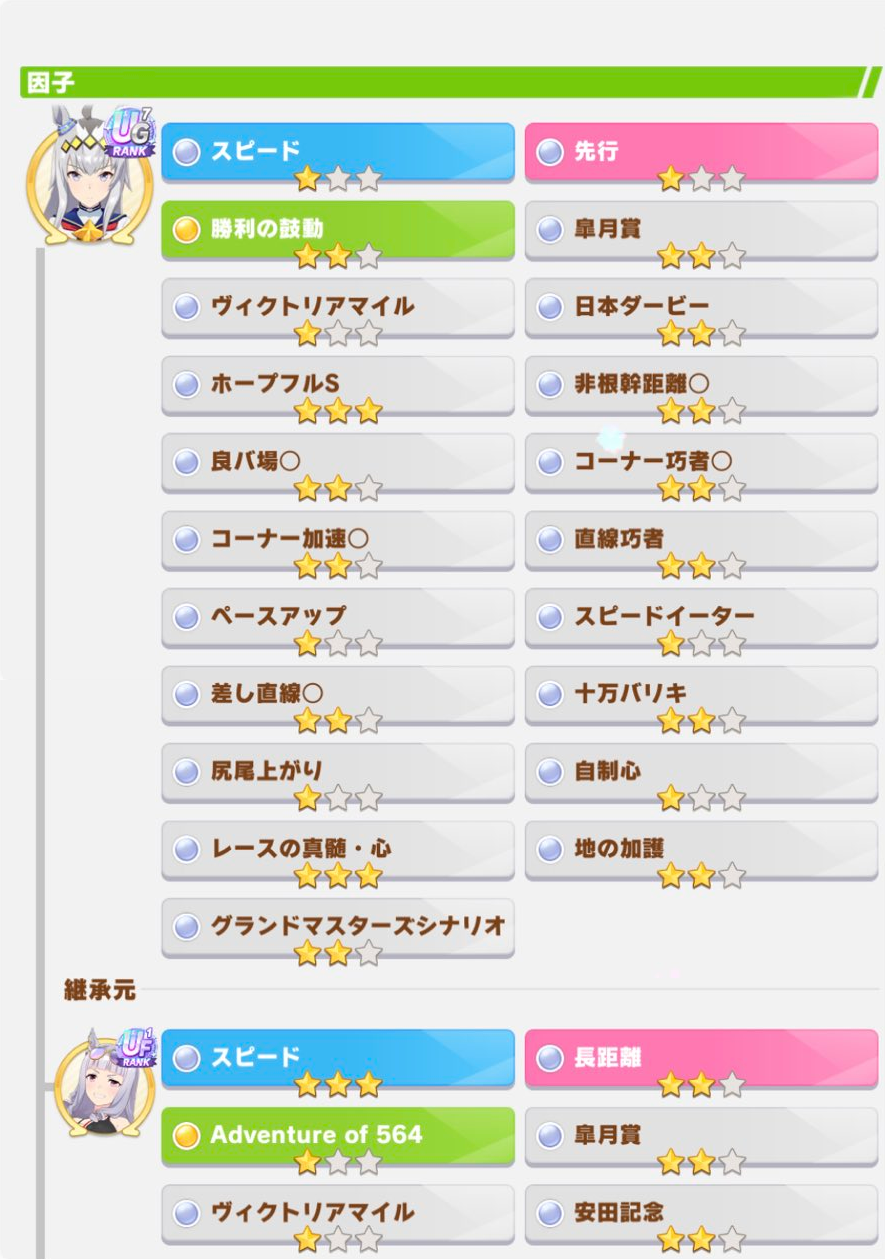 因子
UG7
RANK
スピード
先行
勝利の鼓動
皐月賞
ヴィクトリアマイル
日本ダービー
ホープフルS
非根幹距離○
良バ場○
コーナー巧者○
コーナー加速○
直線巧者
ペースアップ
スピードイーター
差し直線○
十万バリキ
尻尾上がり
自制心
レースの真髄・心
地の加護
グランドマスターズシナリオ
継承元
UF1
RANK
スピード
長距離
Adventure of 564
皐月賞
ヴィクトリアマイル
安田記念